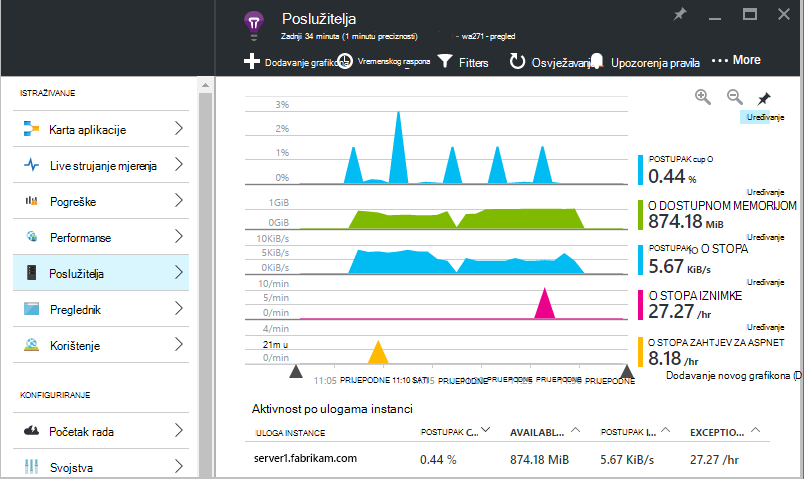 Poslužitelja
Zadnji 34 minuta (1 minutu preciznosti) - wa271 - pregled
Dodavanje grafikona Vremenskog raspona Fitters Osvježavanje Upozorenja pravila More
ISTRAŽIVANJE
Karta aplikacije
Live strujanje mjerenja
Pogreške
Performanse
Poslužitelja
Preglednik
Korištenje
KONFIGURIRANJE
Početak rada
Svojstva
3%
2%
1%
0%
1GiB
0GiB
10KiB/s
5KiB/s
0KiB/s
10/min
5/min
0/min
4/min
21m u
0/min
11:05 PRIJEPODNE 11:10 SATI PRIJEPODNE PRIJEPODNE PRIJEPODNE PRIJEPODNE
Uređivanje
POSTUPAK cup O
0.44 %
Uređivanje
O DOSTUPNOM MEMORIJOM
874.18 MiB
Uređivanje
POSTUPAK IO O STOPA
5.67 KiB/s
Uređivanje
O STOPA IZNIMKE
27.27 /hr
Uređivanje
O STOPA ZAHTJEV ZA ASPNET
8.18 /hr
Dodavanje novog grafikona (D
Aktivnost po ulogama instanci
ULOGA INSTANCE POSTUPAK C... AVAILABL... POSTUPAK I... EXCEPTIO...
server1.fabrikam.com 0.44 % 874.18 MiB 5.67 KiB/s 27.27 /hr